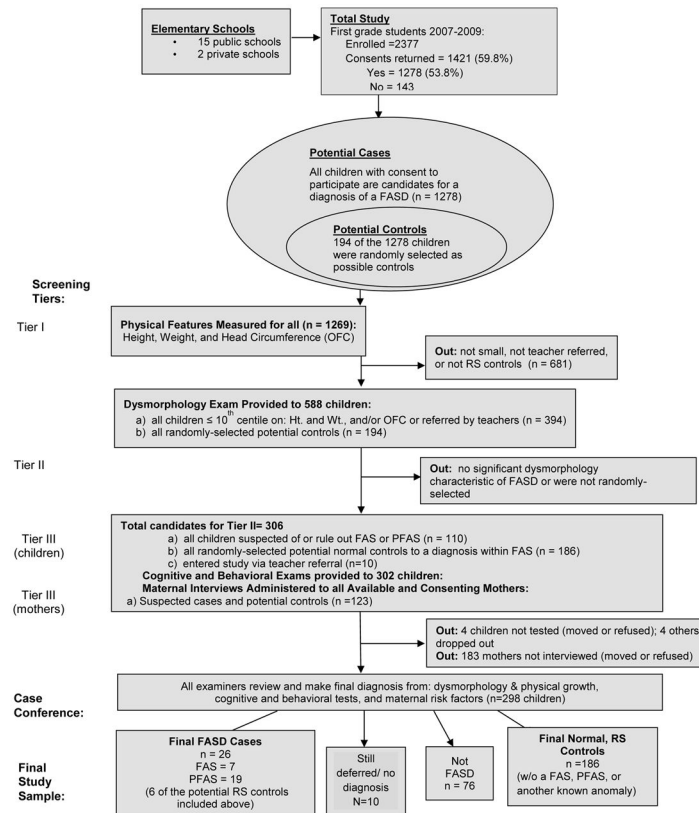 Elementary Schools
• 15 public schools
• 2 private schools
Total Study
First grade students 2007-2009:
Enrolled =2377
Consents returned = 1421 (59.8%)
Yes = 1278 (53.8%)
No = 143
Potential Cases
All children with consent to
participate are candidates for a
diagnosis of a FASD (n = 1278)
Potential Controls
194 of the 1278 children
were randomly selected as
possible controls
Screening
Tiers:
Tier I
Physical Features Measured for all (n = 1269):
Height, Weight, and Head Circumference (OFC)
Out: not small, not teacher referred,
or not RS controls (n = 681)
Dysmorphology Exam Provided to 588 children:
a) all children ≤ 10th centile on: Ht. and Wt., and/or OFC or referred by teachers (n = 394)
b) all randomly-selected potential controls (n = 194)
Tier II
Out: no significant dysmorphology
characteristic of FASD or were not randomly-
selected
Tier III
(children)
Total candidates for Tier II= 306
a) all children suspected of or rule out FAS or PFAS (n = 110)
b) all randomly-selected potential normal controls to a diagnosis within FAS (n = 186)
c) entered study via teacher referral (n=10)
Cognitive and Behavioral Exams provided to 302 children:
Tier III
(mothers)
Maternal Interviews Administered to all Available and Consenting Mothers:
a) Suspected cases and potential controls (n =123)
Out: 4 children not tested (moved or refused); 4 others
dropped out
Out: 183 mothers not interviewed (moved or refused)
Case
Conference:
All examiners review and make final diagnosis from: dysmorphology & physical growth,
cognitive and behavioral tests, and maternal risk factors (n=298 children)
Final
Study
Sample:
Final FASD Cases
n = 26
FAS = 7
PFAS = 19
(6 of the potential RS controls
included above)
Still
deferred/ no
diagnosis
N=10
Not
FASD
n = 76
Final Normal, RS
Controls
n =186
(w/o a FAS, PFAS, or
another known anomaly)